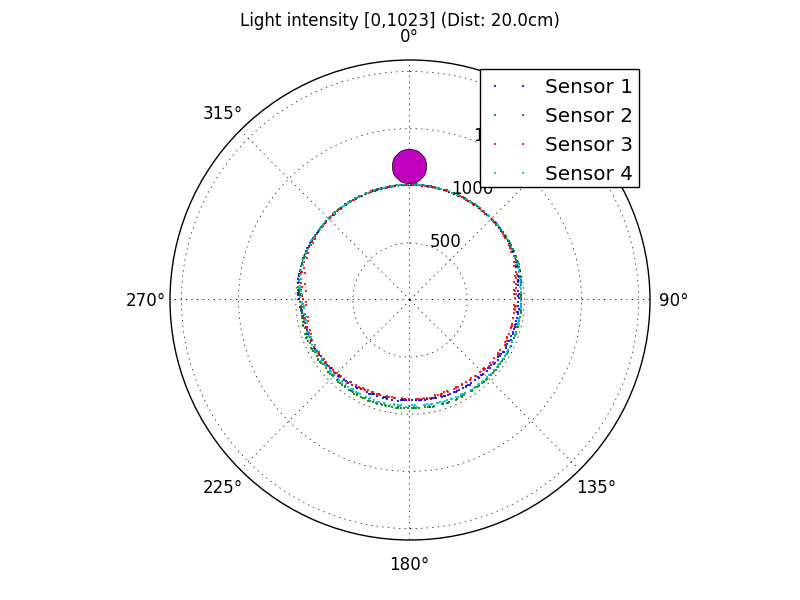 Light intensity [0,1023] (Dist: 20.0cm)
0°
315°
Sensor 1
Sensor 2
Sensor 3
Sensor 4
1000
500
270°
90°
225°
135°
180°